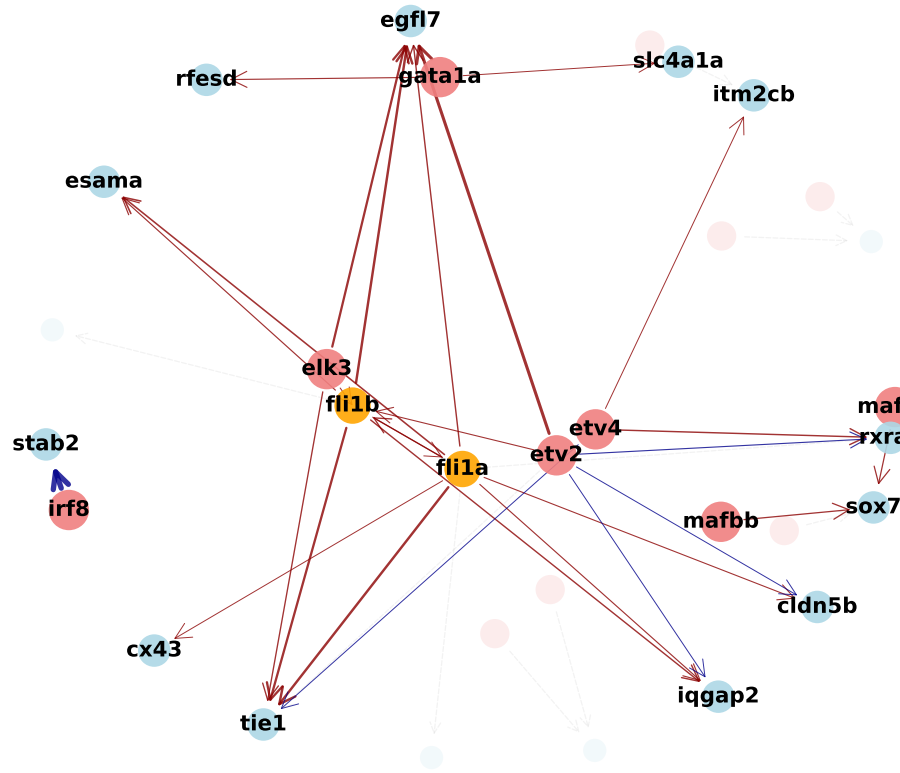 egfl7
slc4a1a
rfesd
gata1a
itm2cb
esama
elk3
fli1b
maf
etv4
rxra
stab2
etv2
fli1a
irf8
sox7
mafbb
cldn5b
cx43
iqgap2
tie1